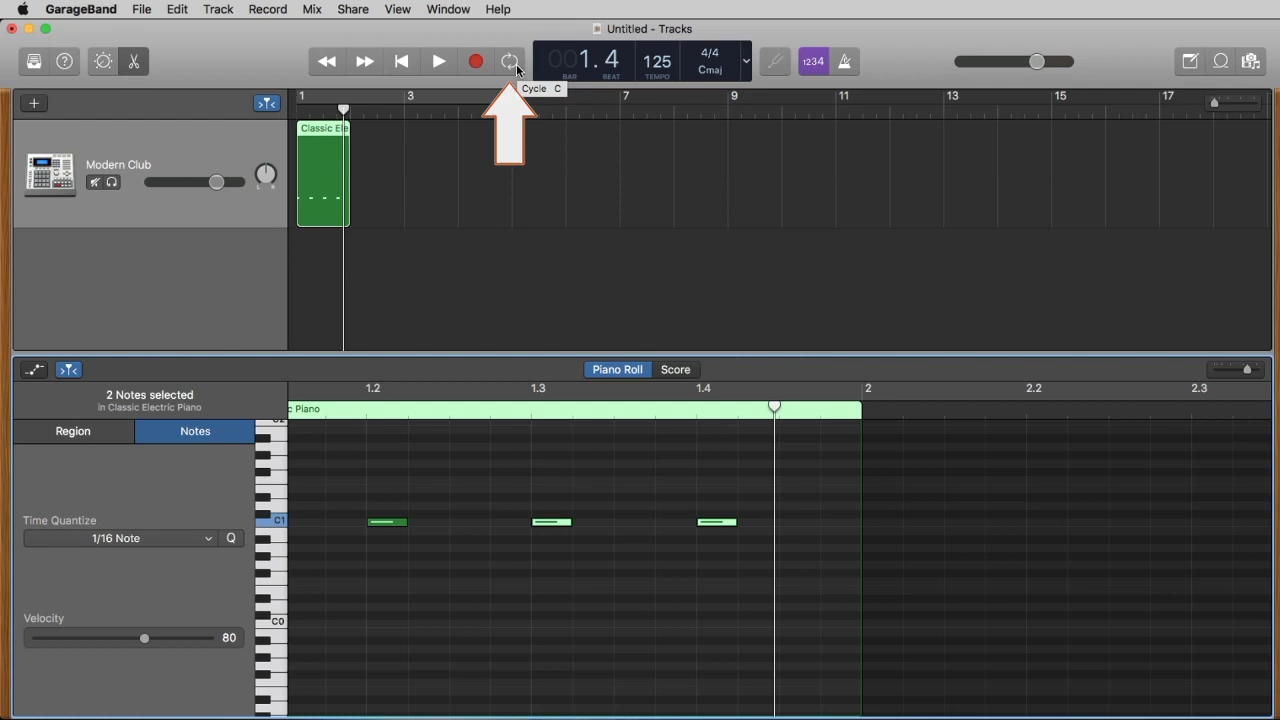 GarageBand File Edit Track Record Mix Share View Window Help
Untitled - Tracks
001. 4 125 4/4 Cmaj 1234
BAR BEAT TEMPO
Cycle C
1 3 7 9 11 13 15 17
Classic Ele
Modern Club
L R
Piano Roll Score
2 Notes selected
in Classic Electric Piano
1.2 1.3 1.4 2 2.2 2.3
c Piano
Region Notes
C2
C1
Time Quantize
1/16 Note Q
Velocity
C0
80